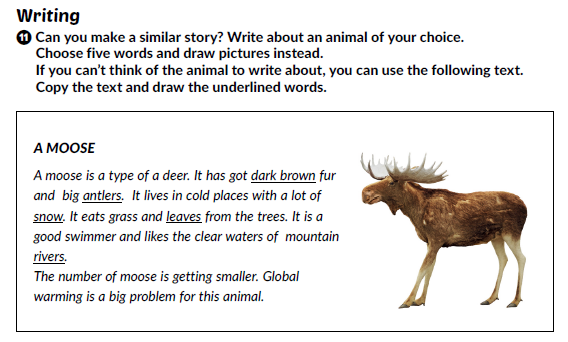 Writing
11 Can you make a similar story? Write about an animal of your choice.
Choose five words and draw pictures instead.
If you can't think of the animal to write about, you can use the following text.
Copy the text and draw the underlined words.
A MOOSE
A moose is a type of a deer. It has got dark brown fur
and big antlers. It lives in cold places with a lot of
snow. It eats grass and leaves from the trees. It is a
good swimmer and likes the clear waters of mountain
rivers.
The number of moose is getting smaller. Global
warming is a big problem for this animal.